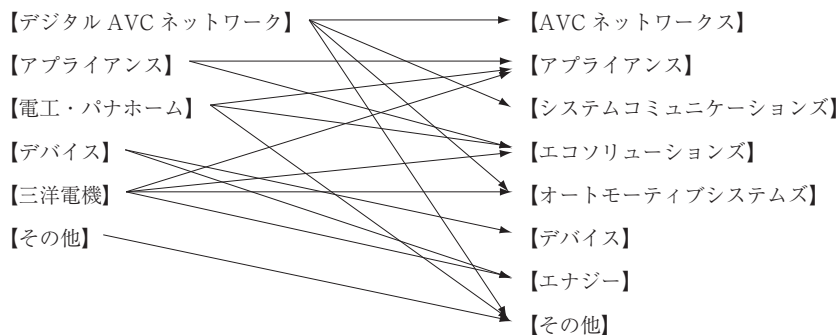 【デジタル AVC ネットワーク】 【AVC ネットワークス】
【アプライアンス】 【アプライアンス】
【電工・パナホーム】 【システムコミュニケーションズ】
【デバイス】 【エコソリューションズ】
【三洋電機】 【オートモーティブシステムズ】
【その他】 【デバイス】
【エナジー】
【その他】